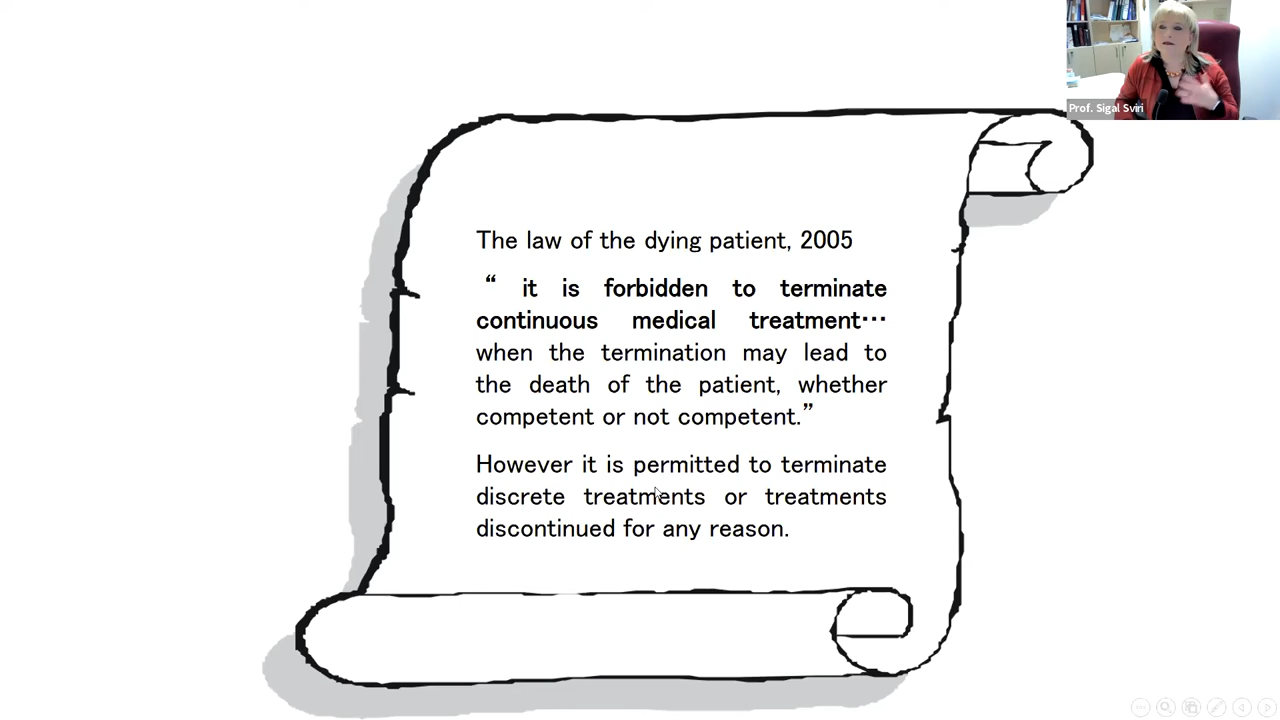 Prof. Sigal Sviri
The law of the dying patient, 2005
“ it is forbidden to terminate
continuous medical treatment…
when the termination may lead to
the death of the patient, whether
competent or not competent.”
However it is permitted to terminate
discrete treatments or treatments
discontinued for any reason.